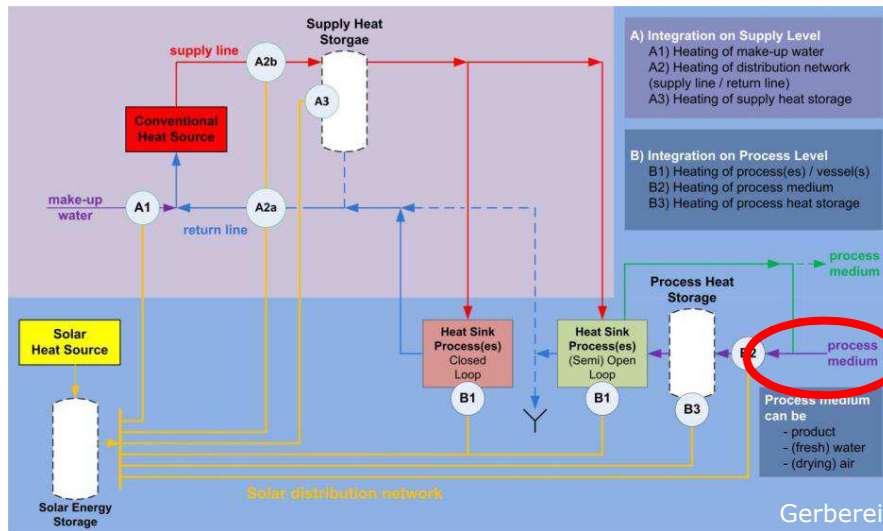 Supply Heat
Storgae
supply line
A2b
A3
Conventional
Heat Source
make-up
water
A1
A2a
return line
A) Integration on Supply Level
A1) Heating of make-up water
A2) Heating of distribution network
(supply line / return line)
A3) Heating of supply heat storage
B) Integration on Process Level
B1) Heating of process(es) / vessel(s)
B2) Heating of process medium
B3) Heating of process heat storage
process
medium
Process Heat
Storage
Solar
Heat Source
Heat Sink
Process(es)
Closed
Loop
B1
Heat Sink
Process(es)
(Semi) Open
Loop
B1
B3
B2
process
medium
Process medium
can be
- product
- (fresh) water
- (drying) air
Solar Energy
Storage
Solar distribution network
Gerberei